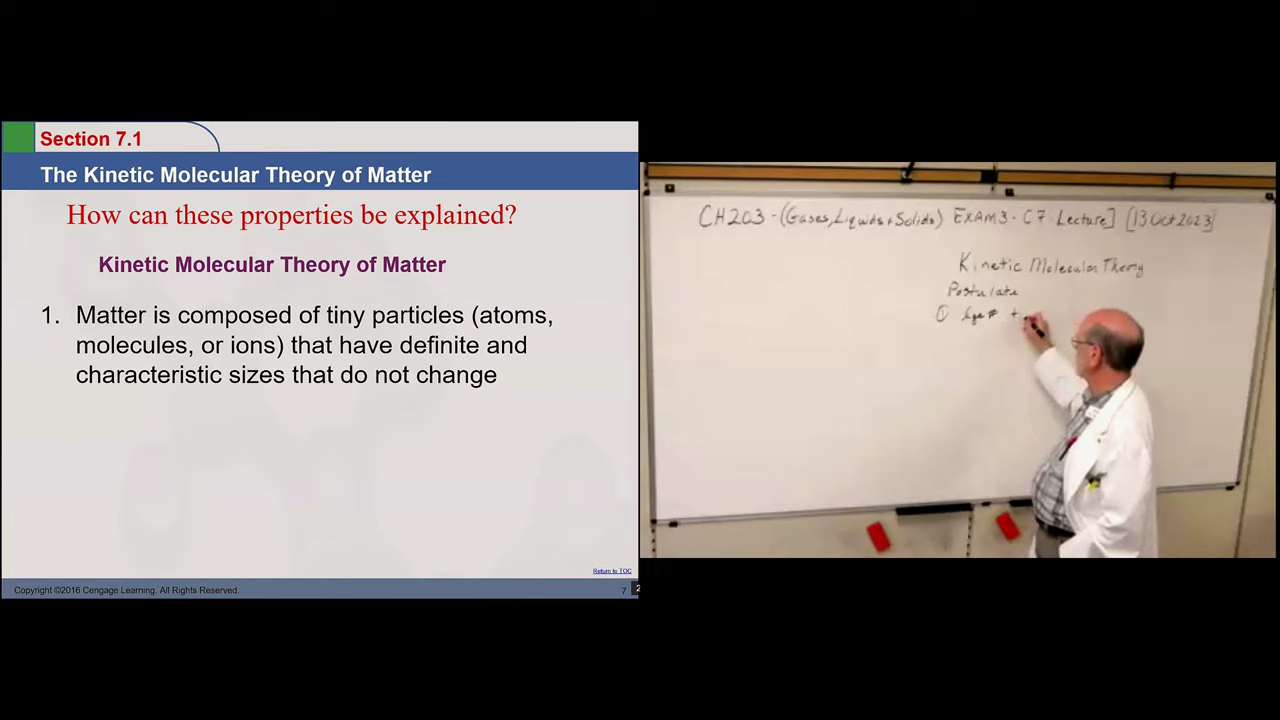 Section 7.1
The Kinetic Molecular Theory of Matter
How can these properties be explained?
Kinetic Molecular Theory of Matter
1. Matter is composed of tiny particles (atoms,
molecules, or ions) that have definite and
characteristic sizes that do not change
Return to TOC
Copyright ©2016 Cengage Learning. All Rights Reserved.
7
2
CH203-(Gases,Liquids+Solids) EXAM3-C7-Lecture] [13Oct2023]
Kinetic Molecular Theory
Postulate
①